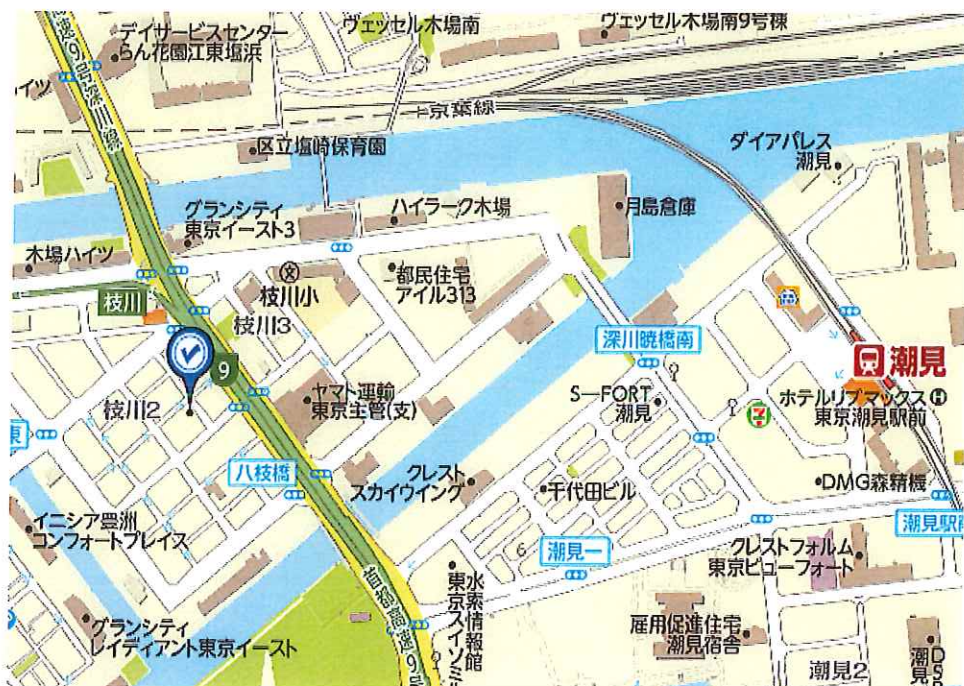 デイサービスセンター
らん花園江東塩浜
ヴェッセル木場南
ヴェッセル木場南9号棟
ハイツ
京葉線
区立塩崎保育園
ダイアパレス
潮見
グランシティ
東京イースト3
ハイラーク木場
月島倉庫
木場ハイツ
枝川
枝川小
都民住宅
アイル313
枝川3
深川暁橋南
潮見
9
枝川2
ヤマト運輸
東京主管(支)
S-FORT
潮見
ホテルリブマックス
東京潮見駅前
東
八枝橋
クレスト
スカイウイング
千代田ビル
DMG森精機
イニシア豊洲
コンフォートプレイス
6
潮見一
クレストフォルム
東京ビューフォート
潮見駅南
首都高速9号
水素情報館
東京スイソミ
グランシティ
レイディアント東京イースト
雇用促進住宅
潮見宿舎
潮見2